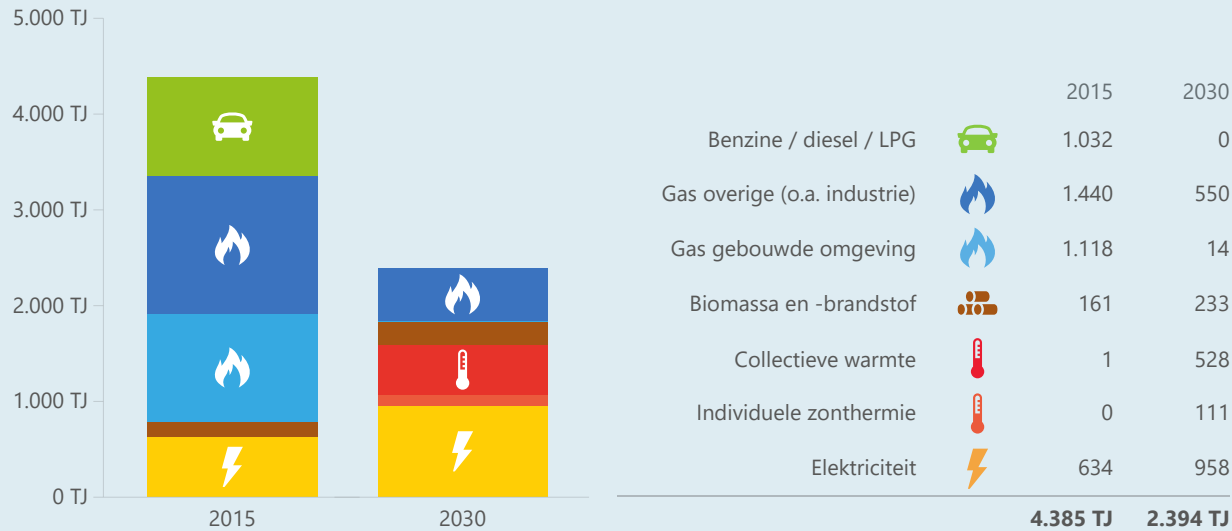 5.000 TJ
4.000 TJ
3.000 TJ
2.000 TJ
1.000 TJ
0 TJ
2015 2030
2015 2030
Benzine / diesel / LPG 1.032 0
Gas overige (o.a. industrie) 1.440 550
Gas gebouwde omgeving 1.118 14
Biomassa en -brandstof 161 233
Collectieve warmte 1 528
Individuele zonthermie 0 111
Elektriciteit 634 958
4.385 TJ 2.394 TJ